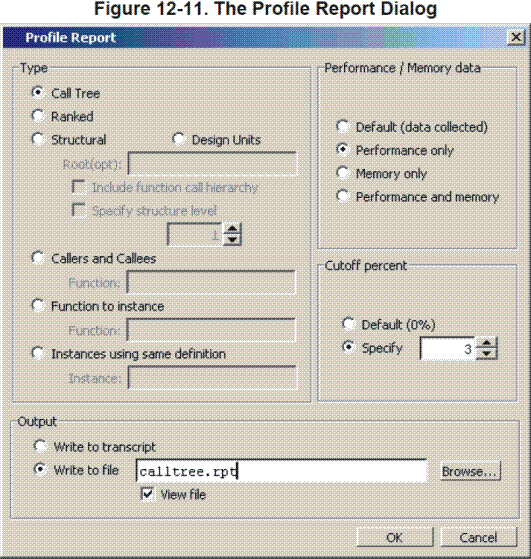 Figure 12-11. The Profile Report Dialog
Profile Report
Type
Call Tree
Ranked
Structural
Design Units
Root(opt):
Include function call hierarchy
Specify structure level
1
Callers and Callees
Function:
Function to instance
Function:
Instances using same definition
Instance:
Performance / Memory data
Default (data collected)
Performance only
Memory only
Performance and memory
Cutoff percent
Default (0%)
Specify
3
Output
Write to transcript
Write to file
calltree.rpt
Browse...
View file
OK
Cancel